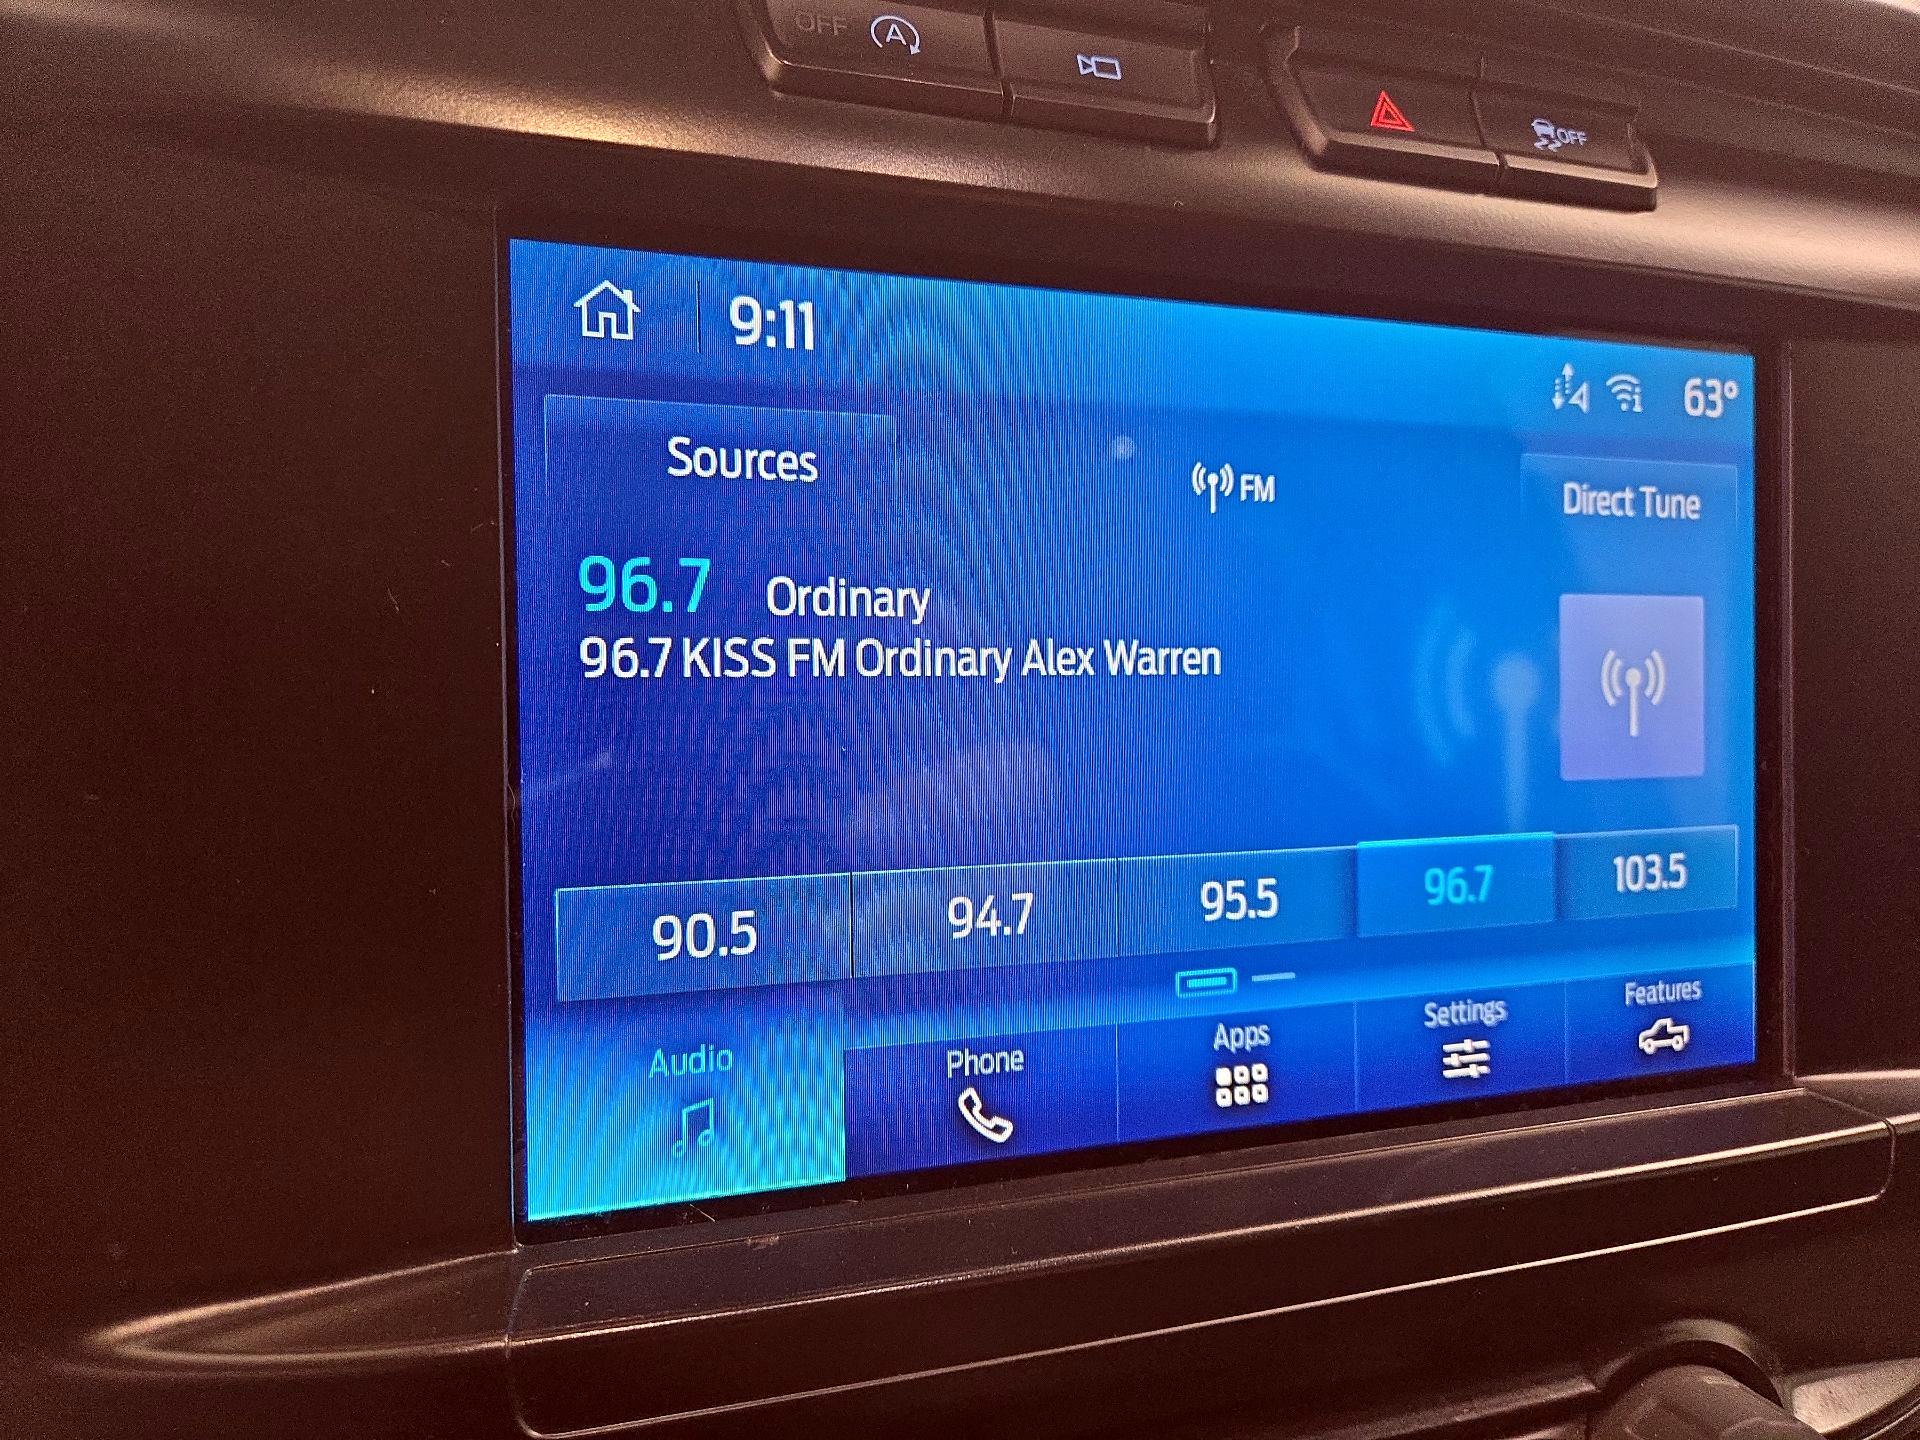 OFF A
OFF
9:11
63°
Sources
FM
Direct Tune
96.7 Ordinary
96.7 KISS FM Ordinary Alex Warren
90.5 94.7 95.5 96.7 103.5
Audio Phone Apps Settings Features